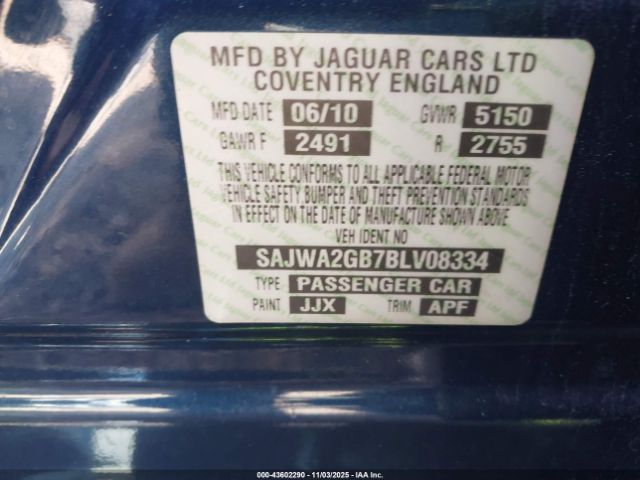 MFD BY JAGUAR CARS LTD
COVENTRY ENGLAND
MFD DATE 06/10 GVWR 5150
GAWR F 2491 R 2755
THIS VEHICLE CONFORMS TO ALL APPLICABLE FEDERAL MOTOR
VEHICLE SAFETY BUMPER AND THEFT PREVENTION STANDARDS
IN EFFECT ON THE DATE OF MANUFACTURE SHOWN ABOVE
VEH IDENT NO
SAJWA2GB7BLV08334
TYPE PASSENGER CAR
PAINT JJX TRIM APF
000-43602290 - 11/03/2025 - IAA Inc.